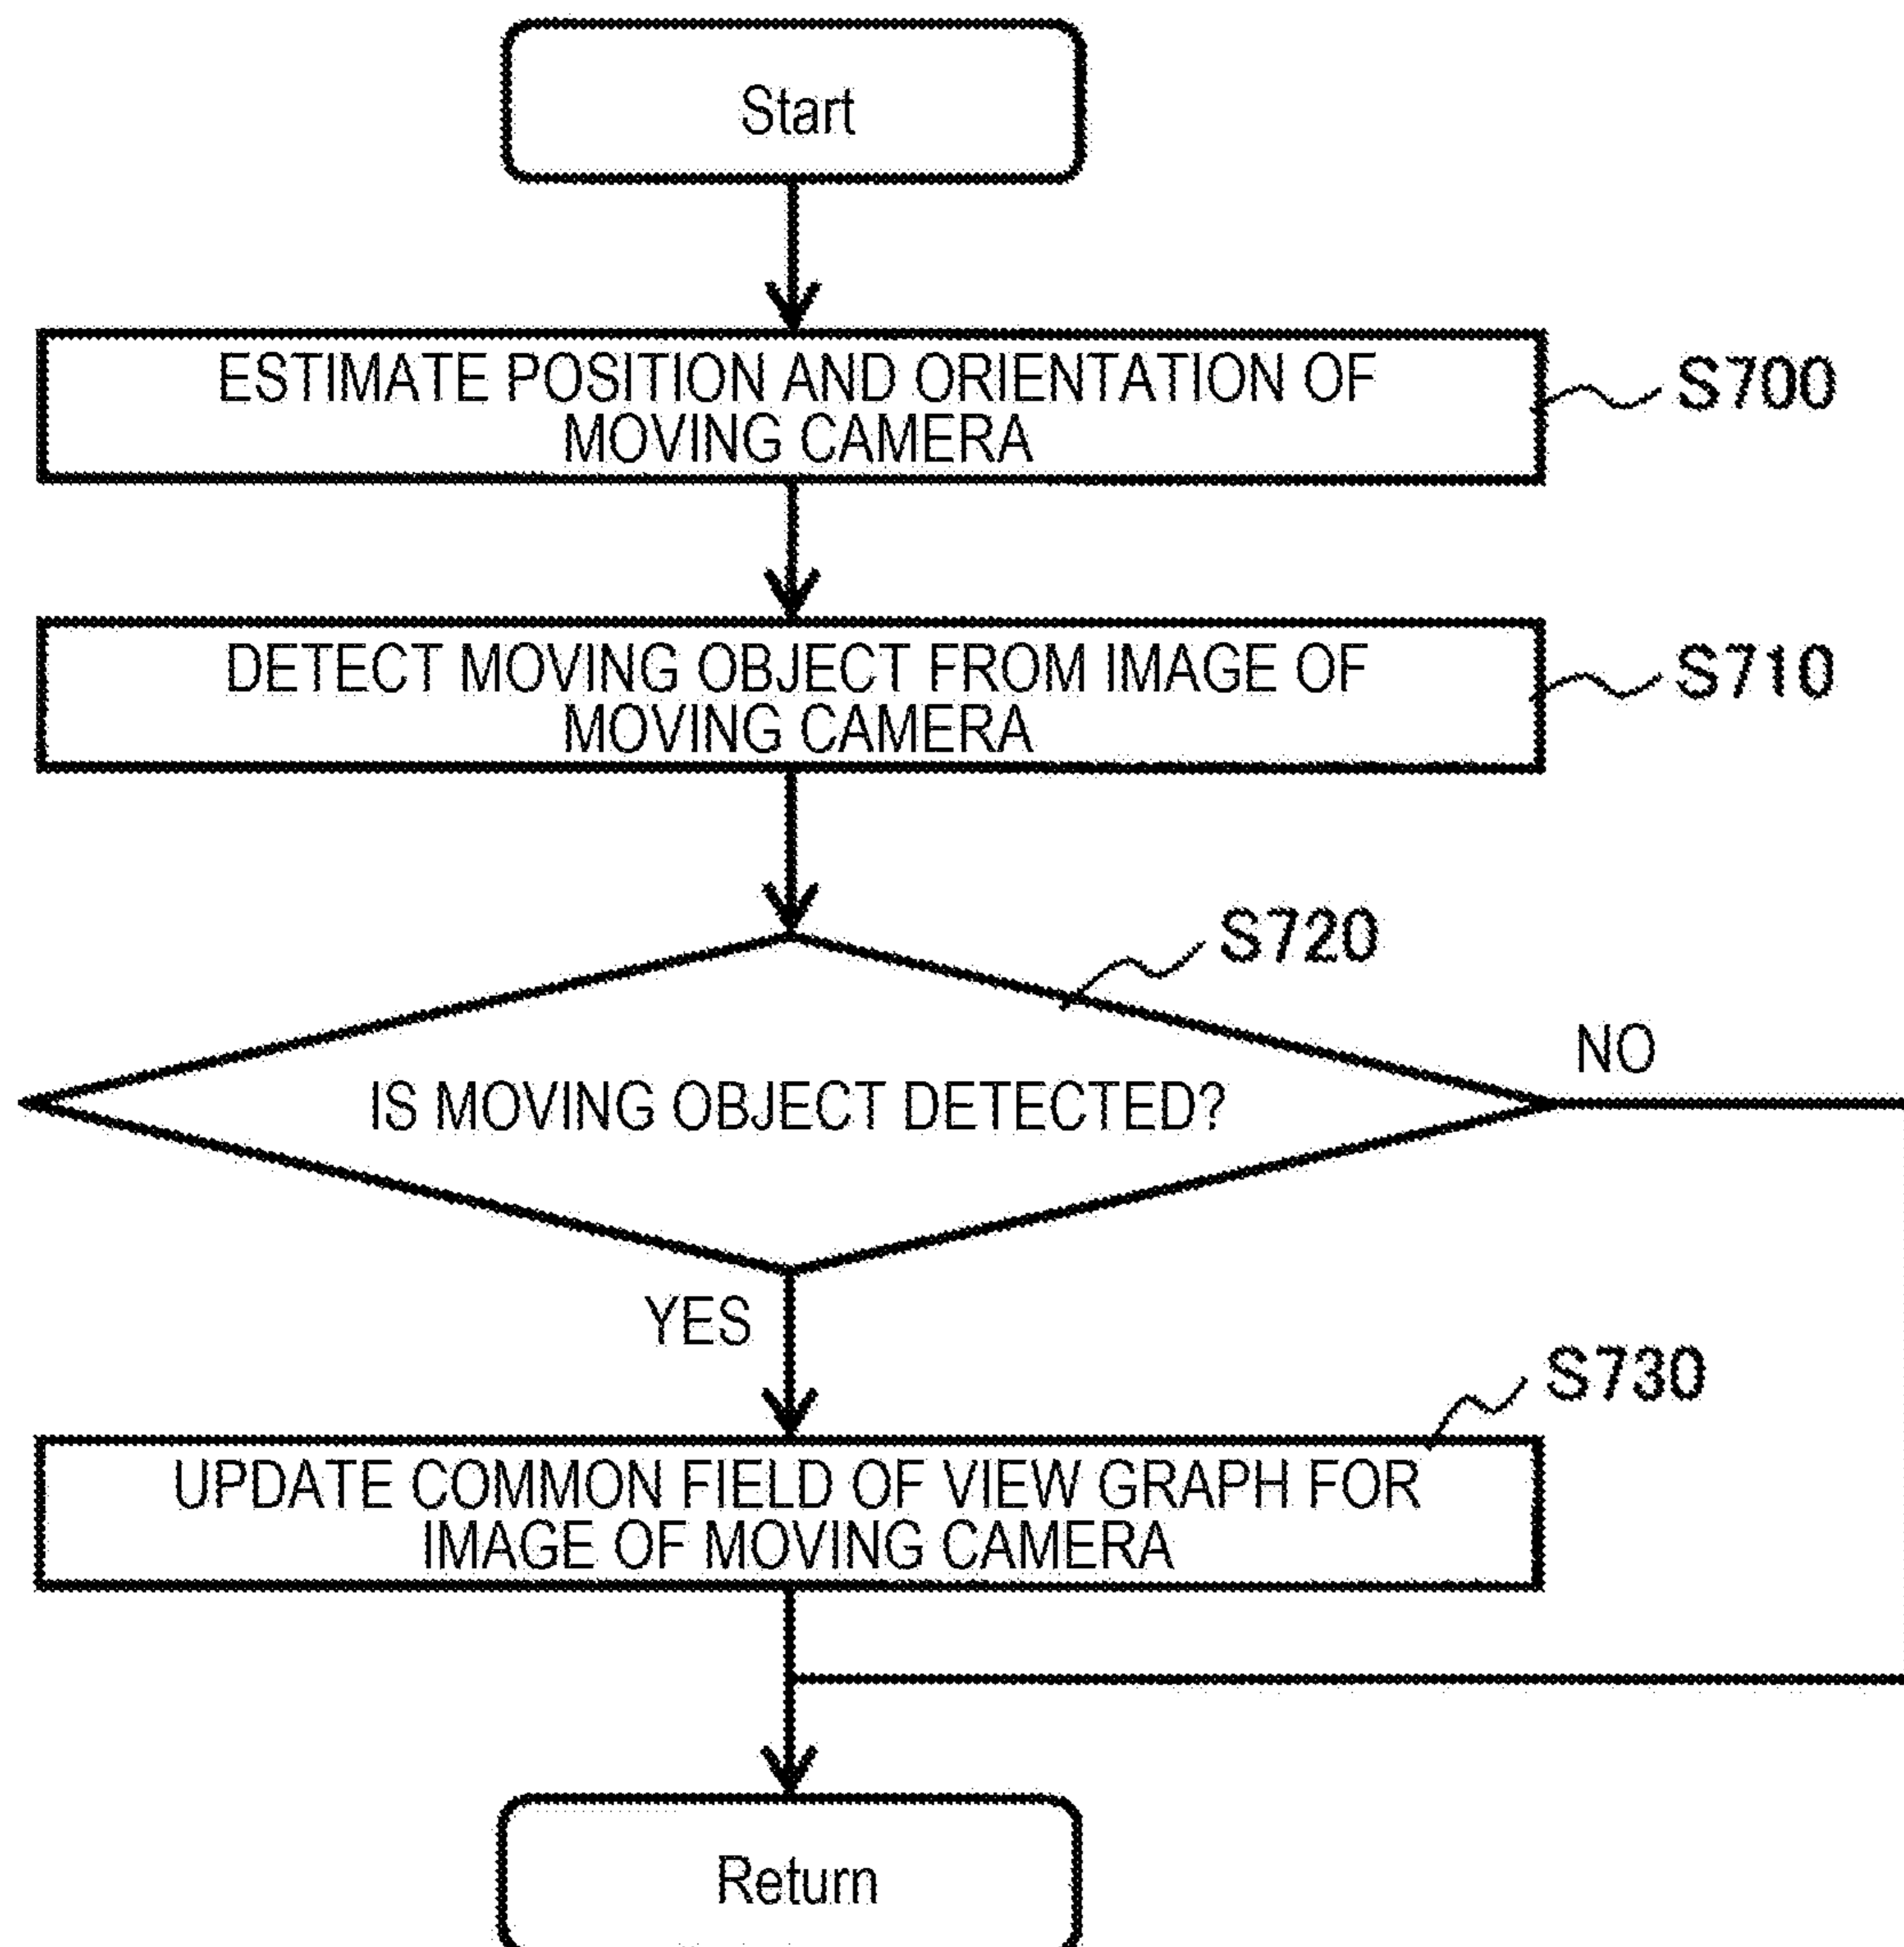 Start
ESTIMATE POSITION AND ORIENTATION OF
MOVING CAMERA
S700
DETECT MOVING OBJECT FROM IMAGE OF
MOVING CAMERA
S710
S720
IS MOVING OBJECT DETECTED?
NO
YES
S730
UPDATE COMMON FIELD OF VIEW GRAPH FOR
IMAGE OF MOVING CAMERA
Return